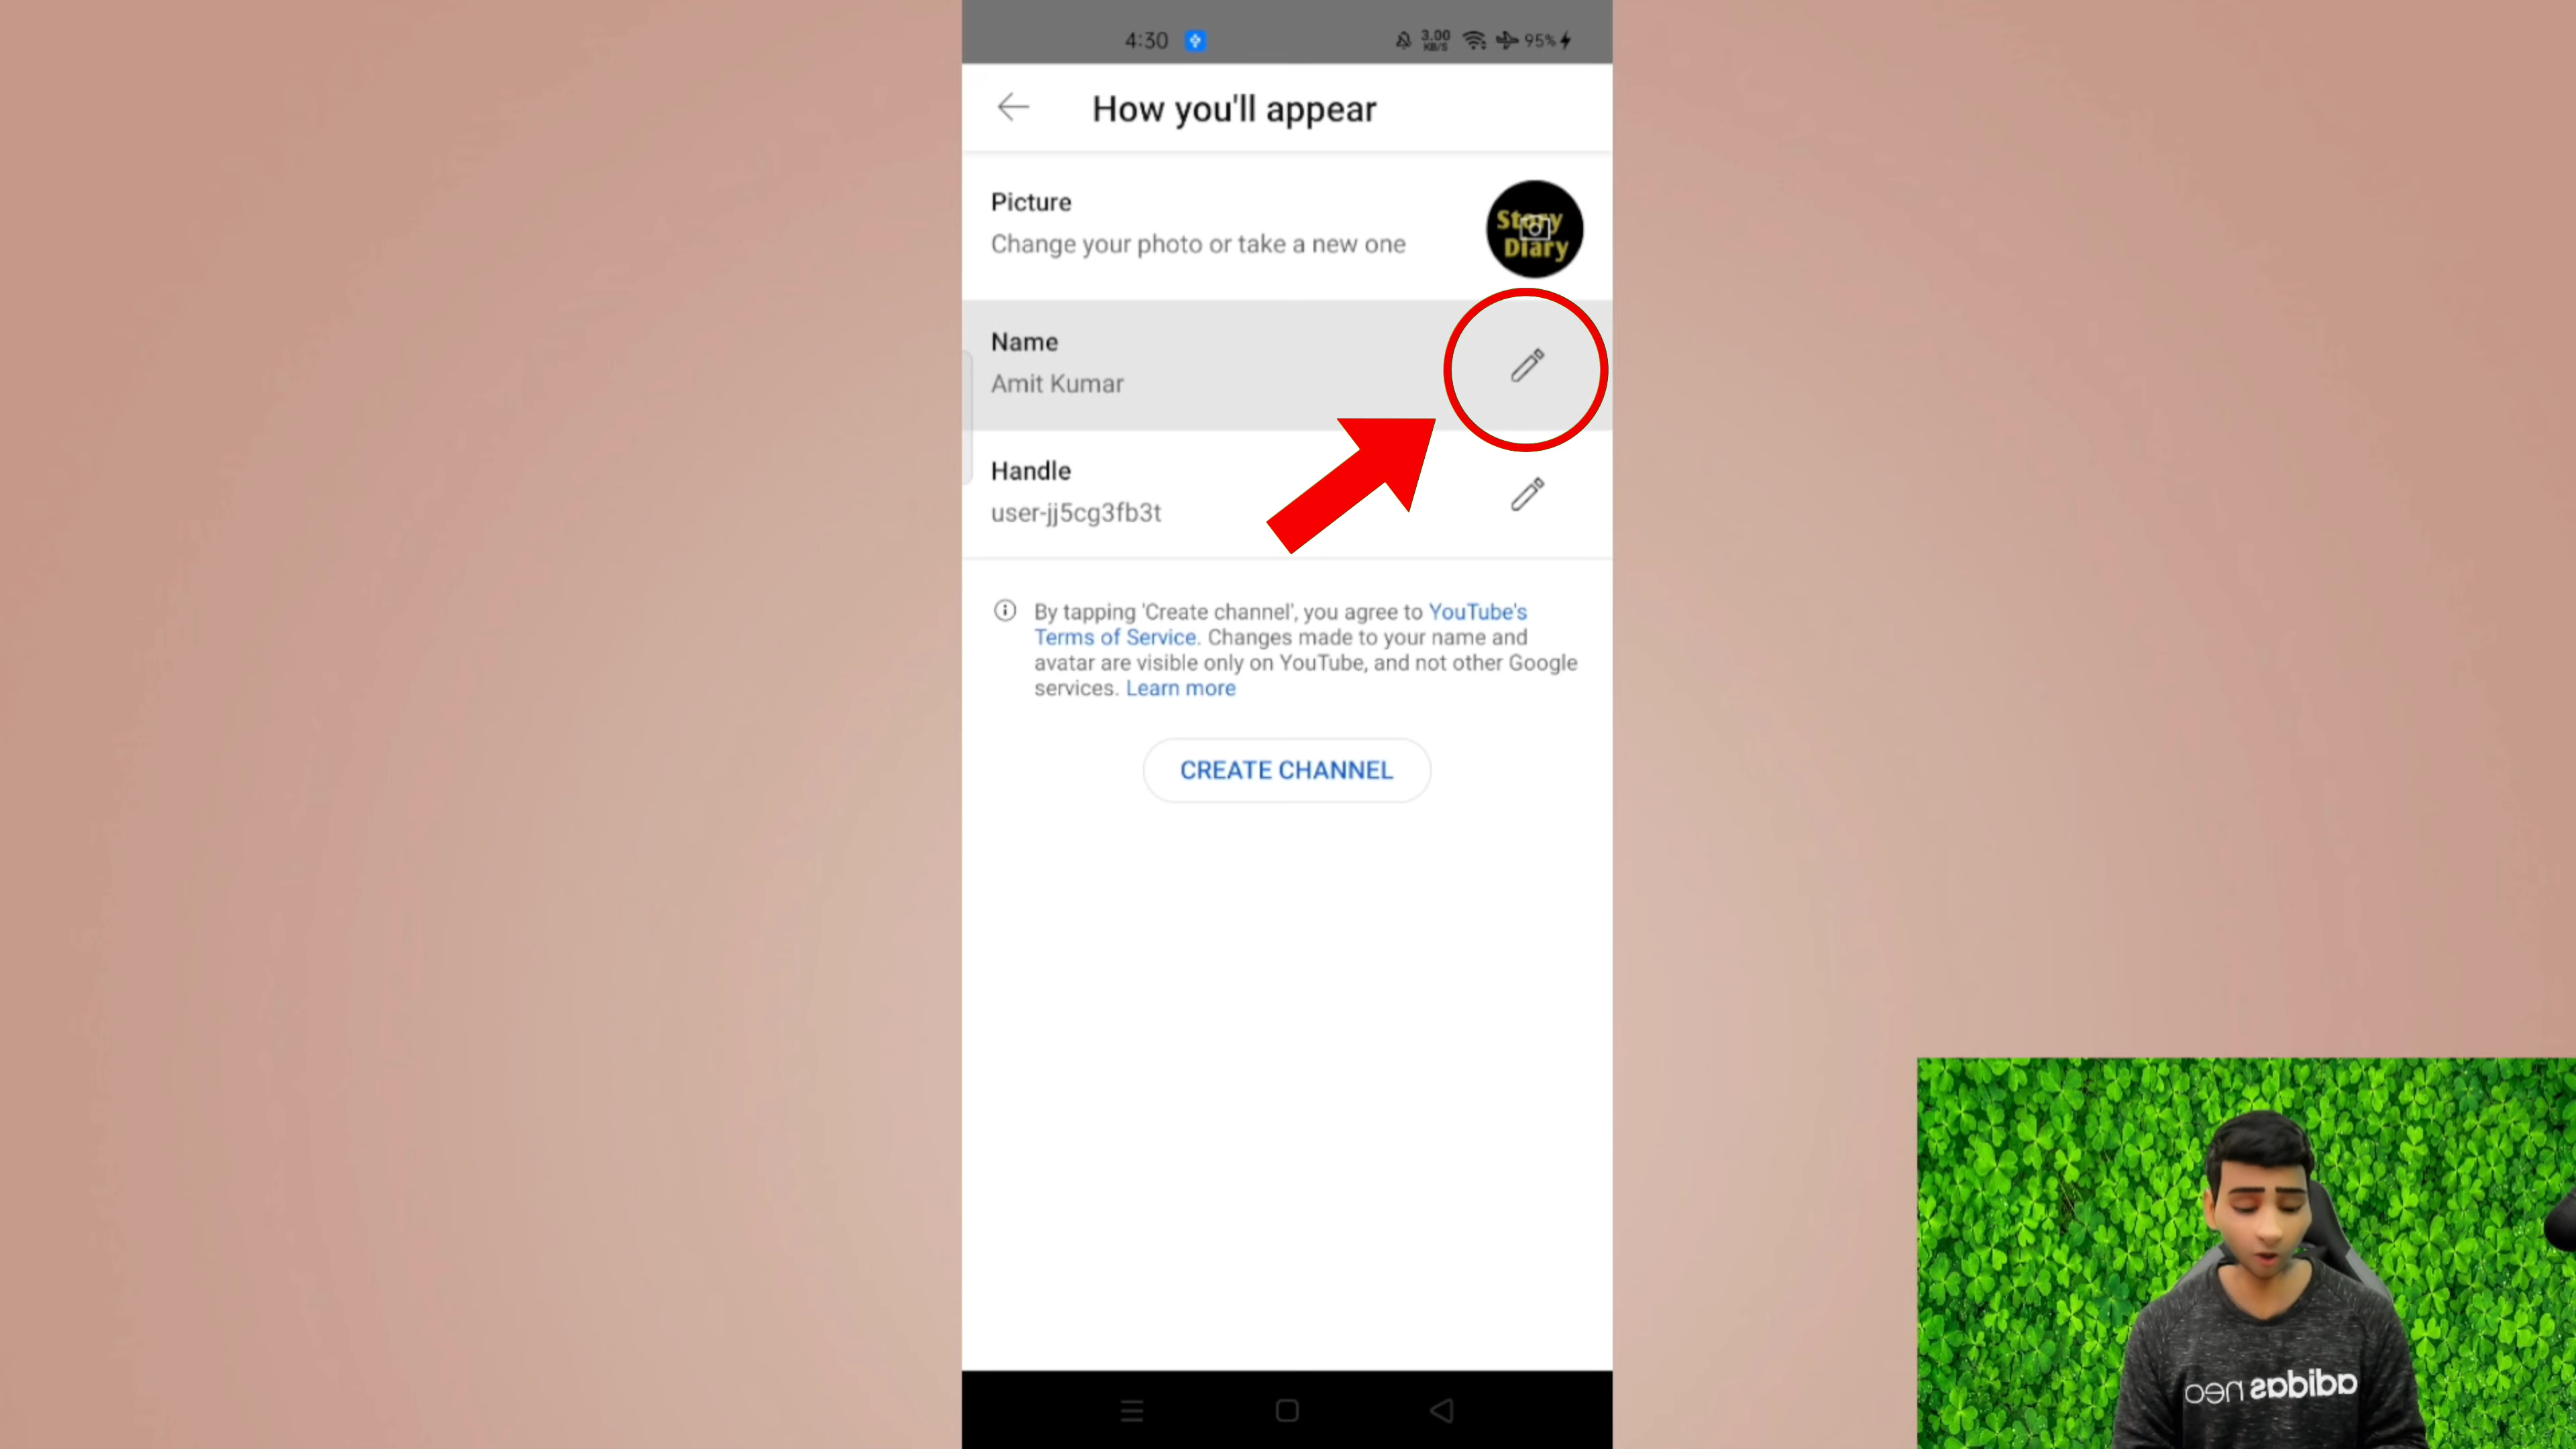 4:30
3.00
KB/S
95%
How you'll appear
Picture
Change your photo or take a new one
Story
Diary
Name
Amit Kumar
Handle
user-jj5cg3fb3t
By tapping 'Create channel', you agree to YouTube's
Terms of Service. Changes made to your name and
avatar are visible only on YouTube, and not other Google
services. Learn more
CREATE CHANNEL
adidas neo